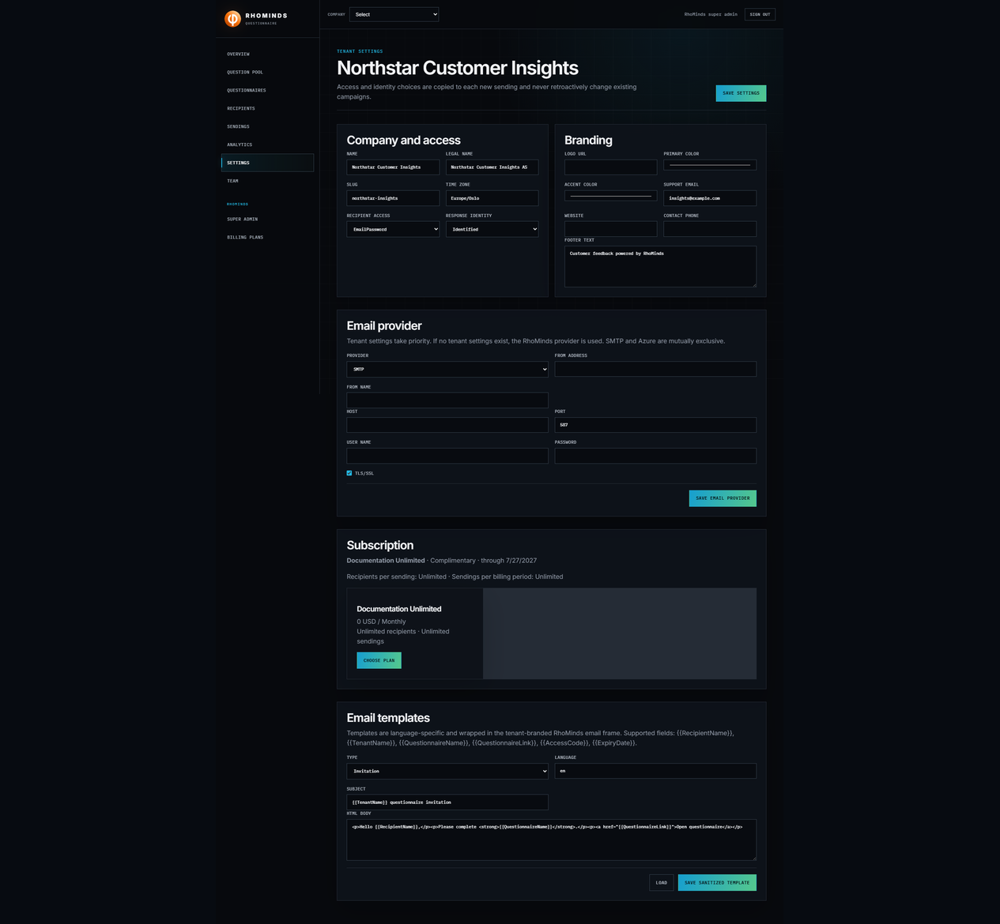 RHOMINDS
QUESTIONNAIRE
COMPANY
Select
RhoMinds super admin
SIGN OUT
OVERVIEW
QUESTION POOL
QUESTIONNAIRES
RECIPIENTS
SENDINGS
ANALYTICS
SETTINGS
TEAM
RHOMINDS
SUPER ADMIN
BILLING PLANS
TENANT SETTINGS
Northstar Customer Insights
Access and identity choices are copied to each new sending and never retroactively change existing
campaigns.
SAVE SETTINGS
Company and access
NAME
LEGAL NAME
Northstar Customer Insights
Northstar Customer Insights AS
SLUG
TIME ZONE
northstar-insights
Europe/Oslo
RECIPIENT ACCESS
RESPONSE IDENTITY
EmailPassword
Identified
Branding
LOGO URL
PRIMARY COLOR
ACCENT COLOR
SUPPORT EMAIL
insights@example.com
WEBSITE
CONTACT PHONE
FOOTER TEXT
Customer feedback powered by RhoMinds
Email provider
Tenant settings take priority. If no tenant settings exist, the RhoMinds provider is used. SMTP and Azure are mutually exclusive.
PROVIDER
FROM ADDRESS
SMTP
FROM NAME
HOST
PORT
587
USER NAME
PASSWORD
TLS/SSL
SAVE EMAIL PROVIDER
Subscription
Documentation Unlimited · Complimentary · through 7/27/2027
Recipients per sending: Unlimited · Sendings per billing period: Unlimited
Documentation Unlimited
0 USD / Monthly
Unlimited recipients · Unlimited
sendings
CHOOSE PLAN
Email templates
Templates are language-specific and wrapped in the tenant-branded RhoMinds email frame. Supported fields: {{RecipientName}},
{{TenantName}}, {{QuestionnaireName}}, {{QuestionnaireLink}}, {{AccessCode}}, {{ExpiryDate}}.
TYPE
LANGUAGE
Invitation
en
SUBJECT
{{TenantName}} questionnaire invitation
HTML BODY
<p>Hello {{RecipientName}},</p><p>Please complete <strong>{{QuestionnaireName}}</strong>.</p><p><a href="{{QuestionnaireLink}}">Open questionnaire</a></p>
LOAD
SAVE SANITIZED TEMPLATE